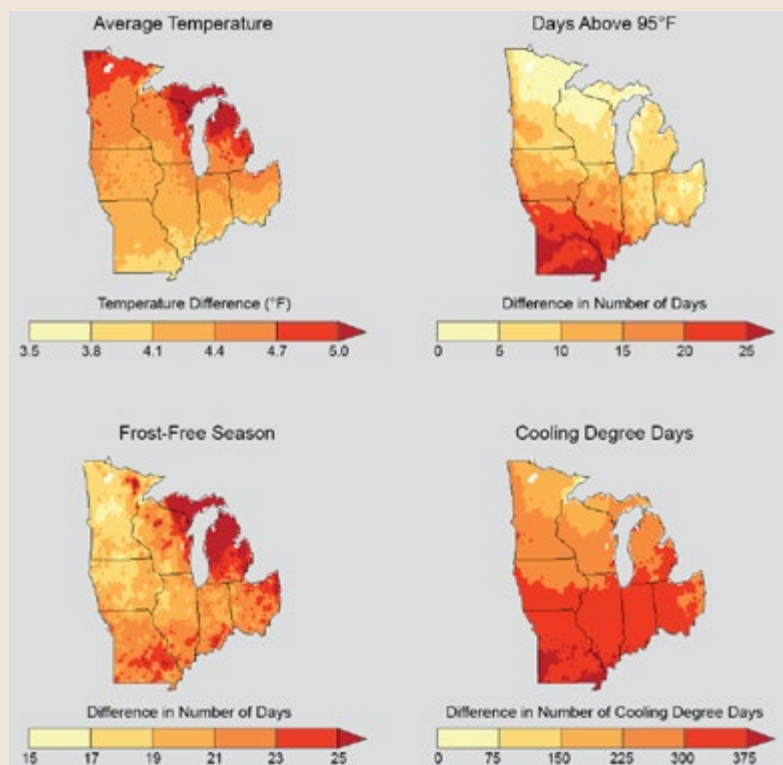 Average Temperature
Days Above 95°F
Temperature Difference (°F)
3.5 3.8 4.1 4.4 4.7 5.0
Difference in Number of Days
0 5 10 15 20 25
Frost-Free Season
Cooling Degree Days
Difference in Number of Days
15 17 19 21 23 25
Difference in Number of Cooling Degree Days
0 75 150 225 300 375